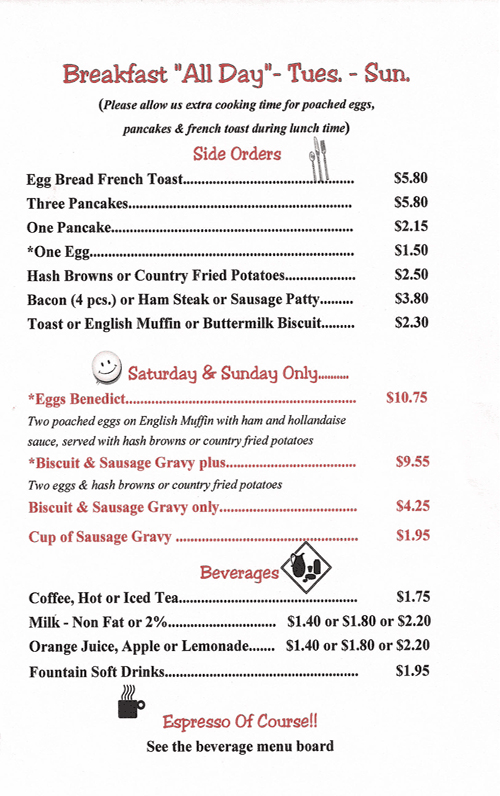 Breakfast "All Day"- Tues. - Sun.
(Please allow us extra cooking time for poached eggs,
pancakes & french toast during lunch time)
Side Orders
Egg Bread French Toast.................................................. $5.80
Three Pancakes................................................................ $5.80
One Pancake..................................................................... $2.15
*One Egg........................................................................... $1.50
Hash Browns or Country Fried Potatoes.................... $2.50
Bacon (4 pcs.) or Ham Steak or Sausage Patty......... $3.80
Toast or English Muffin or Buttermilk Biscuit......... $2.30
Saturday & Sunday Only..........
*Eggs Benedict.................................................................. $10.75
Two poached eggs on English Muffin with ham and hollandaise
sauce, served with hash browns or country fried potatoes
*Biscuit & Sausage Gravy plus..................................... $9.55
Two eggs & hash browns or country fried potatoes
Biscuit & Sausage Gravy only....................................... $4.25
Cup of Sausage Gravy .................................................... $1.95
Beverages
Coffee, Hot or Iced Tea................................................... $1.75
Milk - Non Fat or 2%............................... $1.40 or $1.80 or $2.20
Orange Juice, Apple or Lemonade....... $1.40 or $1.80 or $2.20
Fountain Soft Drinks....................................................... $1.95
Espresso Of Course!!
See the beverage menu board